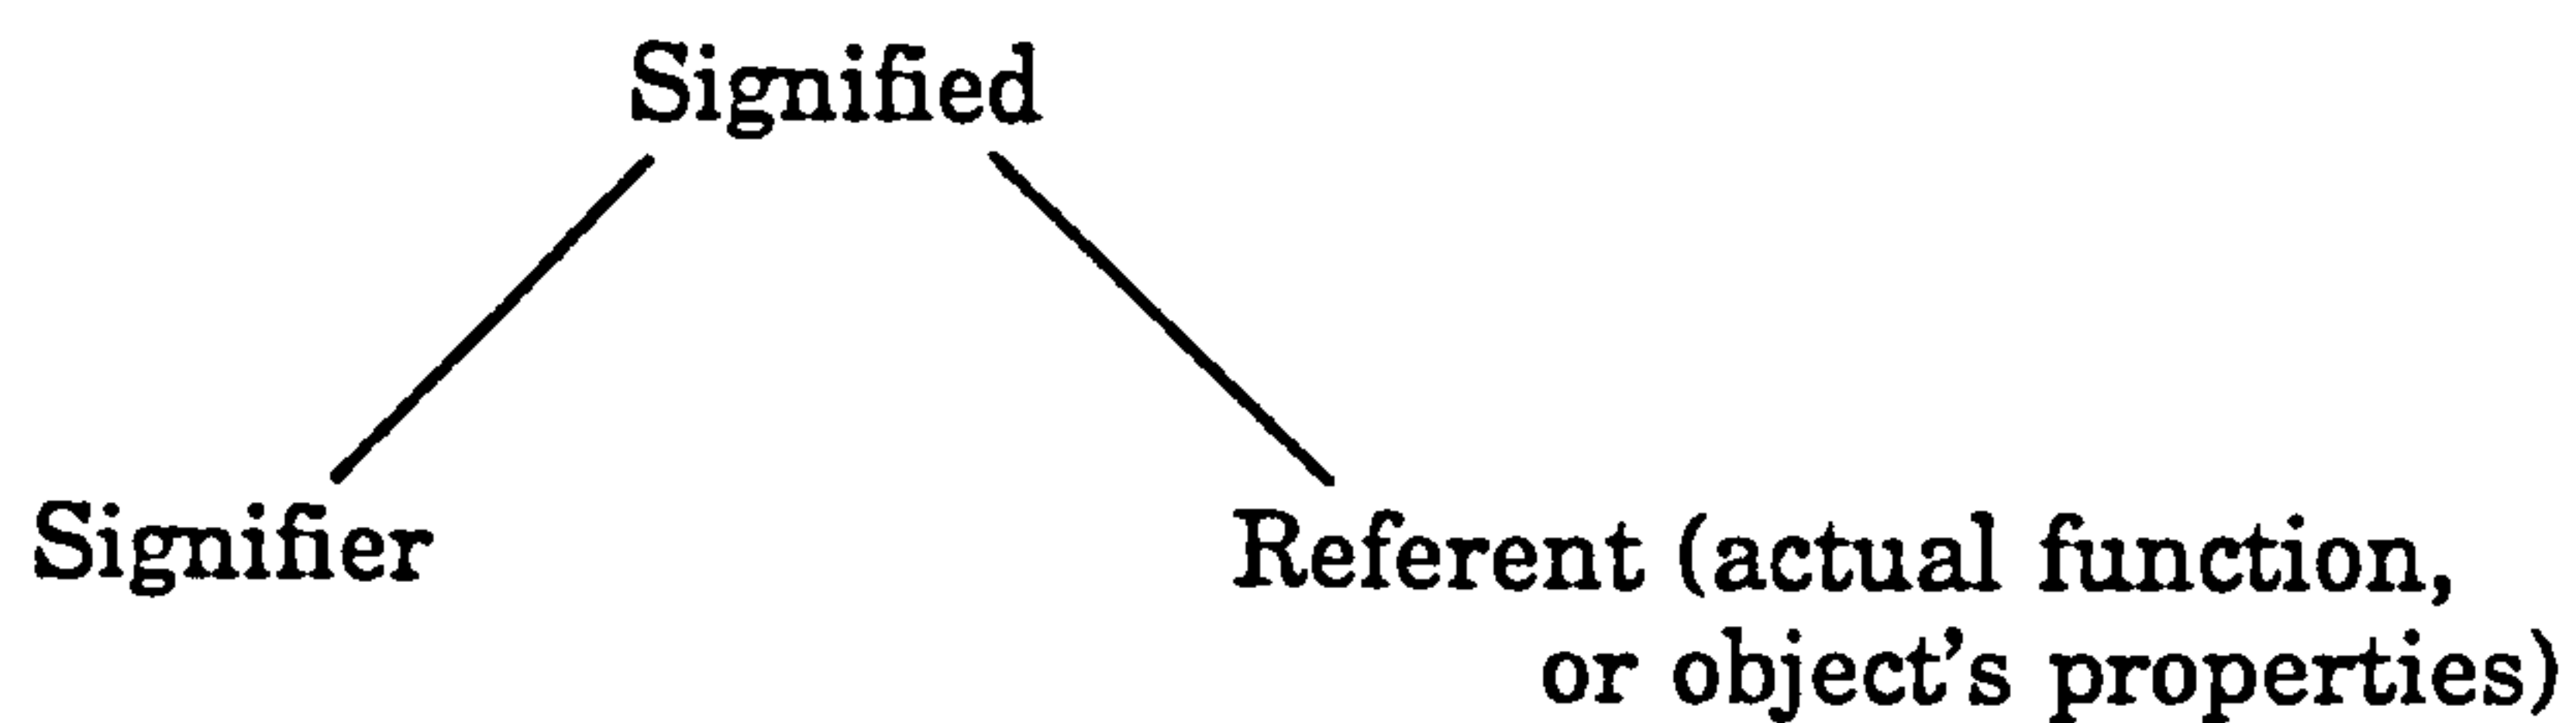 Signified
Signifier
Referent (actual function,
or object's properties)